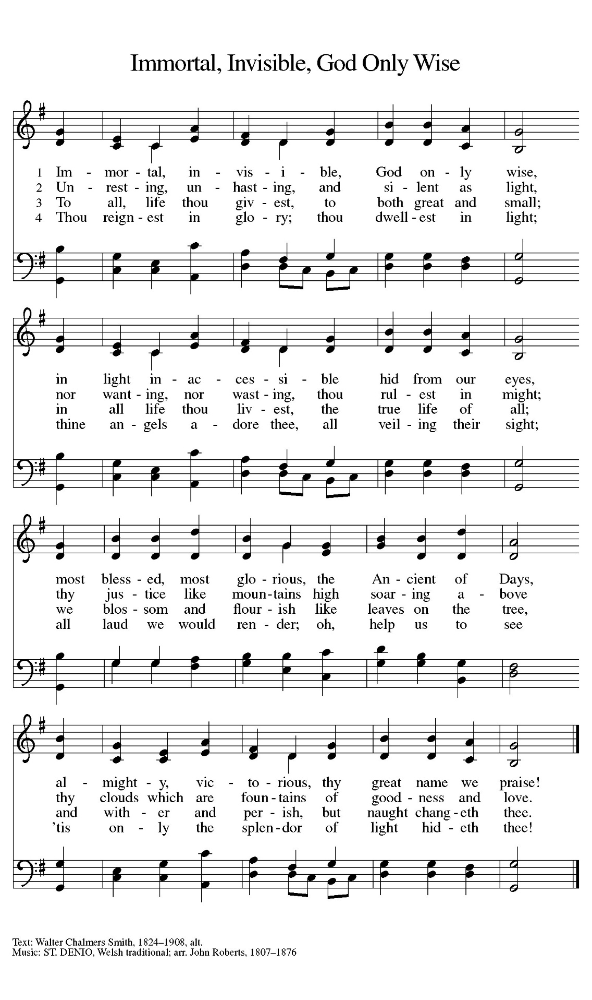 Immortal, Invisible, God Only Wise
1 Im - mor - tal, in - vis - i - ble, God on - ly wise,
2 Un - rest - ing, un - hast - ing, and si - lent as light,
3 To all, life thou giv - est, to both great and small;
4 Thou reign - est in glo - ry; thou dwell - est in light;
in light in - ac - ces - si - ble hid from our eyes,
nor want - ing, nor wast - ing, thou rul - est in might;
in all life thou liv - est, the true life of all;
thine an - gels a - dore thee, all veil - ing their sight;
most bless - ed, most glo - rious, the An - cient of Days,
thy jus - tice like moun - tains high soar - ing a - bove
we blos - som and flour - ish like leaves on the tree,
all laud we would ren - der; oh, help us to see
al - might - y, vic - to - rious, thy great name we praise!
thy clouds which are foun - tains of good - ness and love.
and with - er and per - ish, but naught chang - eth thee.
’tis on - ly the splen - dor of light hid - eth thee!
Text: Walter Chalmers Smith, 1824–1908, alt.
Music: ST. DENIO, Welsh traditional; arr. John Roberts, 1807–1876